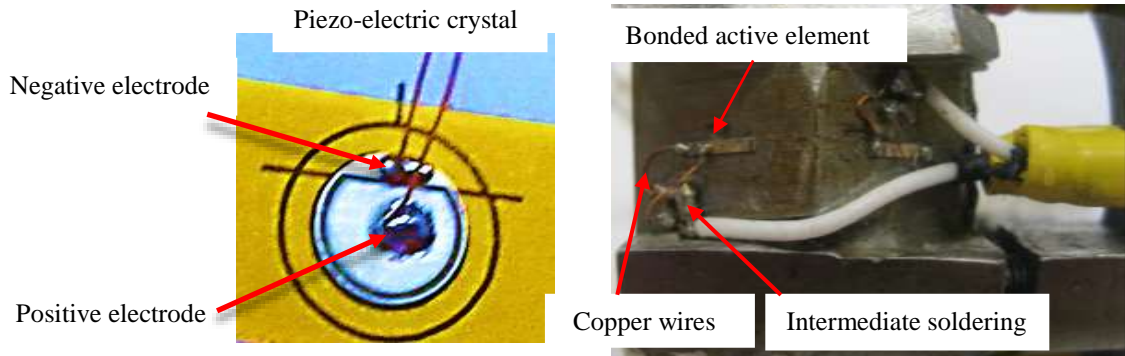 Piezo-electric crystal
Negative electrode
Positive electrode
Bonded active element
Copper wires
Intermediate soldering